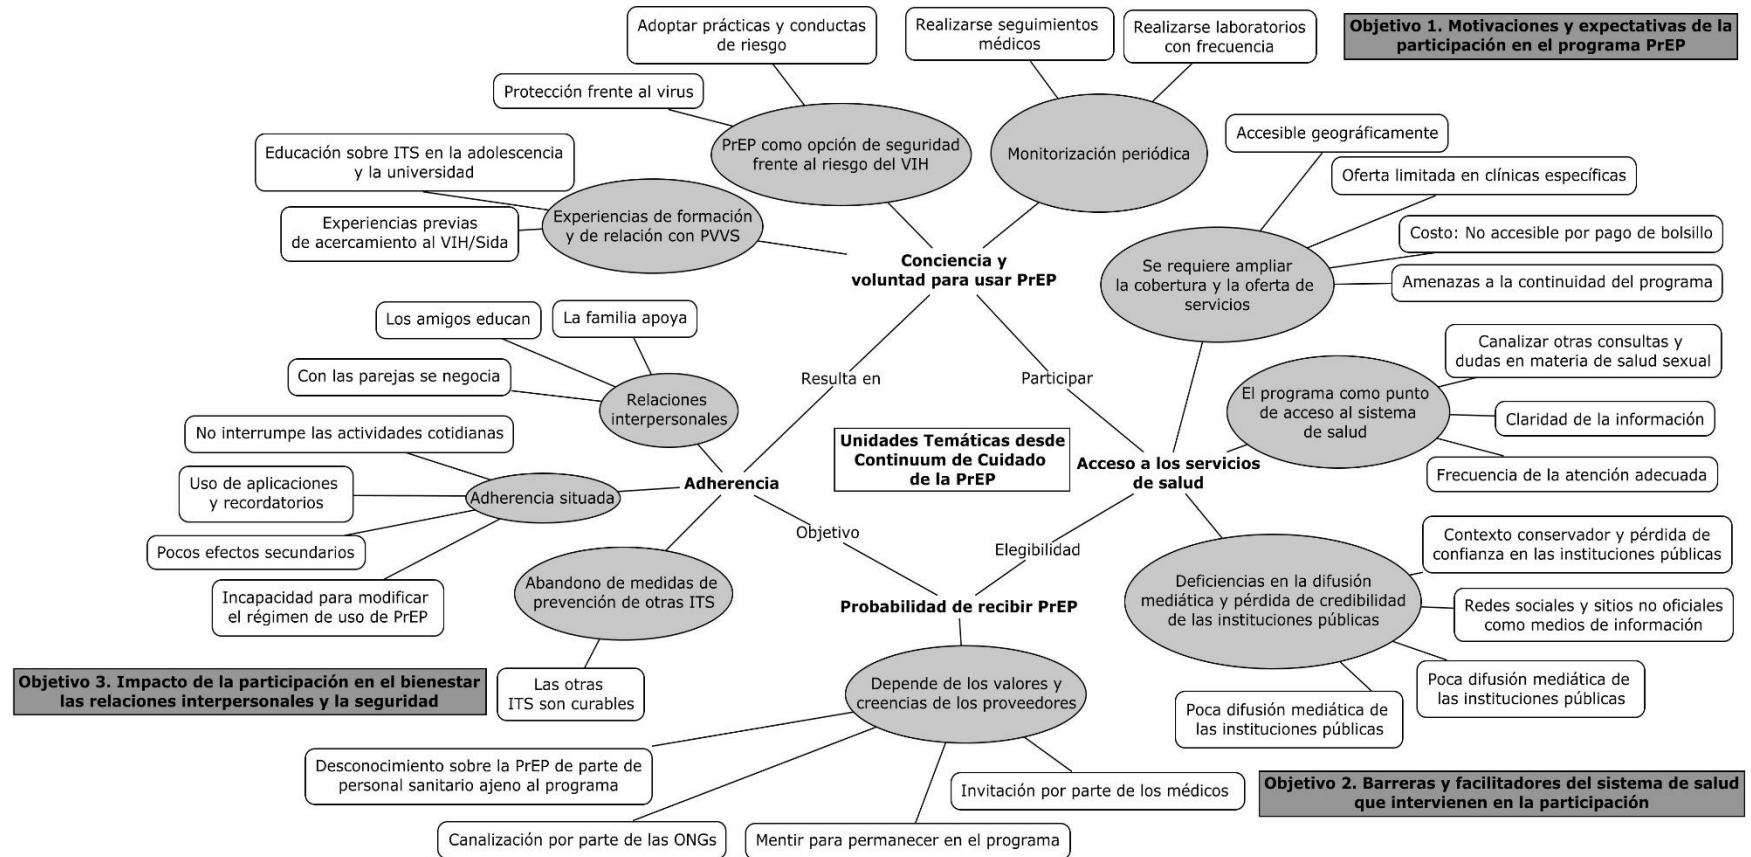 Objetivo 1. Motivaciones y expectativas de la
participación en el programa PrEP
Adoptar prácticas y conductas
de riesgo
Realizarse seguimientos
médicos
Realizarse laboratorios
con frecuencia
Protección frente al virus
PrEP como opción de seguridad
frente al riesgo del VIH
Monitorización periódica
Educación sobre ITS en la adolescencia
y la universidad
Experiencias previas
de acercamiento al VIH/Sida
Experiencias de formación
y de relación con PVVS
Conciencia y
voluntad para usar PrEP
Accesible geográficamente
Oferta limitada en clínicas específicas
Costo: No accesible por pago de bolsillo
Amenazas a la continuidad del programa
Se requiere ampliar
la cobertura y la oferta de
servicios
Los amigos educan
La familia apoya
Con las parejas se negocia
Relaciones
interpersonales
Resulta en
Participar
Canalizar otras consultas y
dudas en materia de salud sexual
El programa como punto
de acceso al sistema
de salud
Claridad de la información
Frecuencia de la atención adecuada
No interrumpe las actividades cotidianas
Uso de aplicaciones
y recordatorios
Adherencia situada
Adherencia
Unidades Temáticas desde
Continuum de Cuidado
de la PrEP
Acceso a los servicios
de salud
Pocos efectos secundarios
Incapacidad para modificar
el régimen de uso de PrEP
Abandono de medidas de
prevención de otras ITS
Objetivo
Elegibilidad
Probabilidad de recibir PrEP
Deficiencias en la difusión
mediática y pérdida de credibilidad
de las instituciones públicas
Contexto conservador y pérdida de
confianza en las instituciones públicas
Redes sociales y sitios no oficiales
como medios de información
Poca difusión mediática de
las instituciones públicas
Poca difusión mediática de
las instituciones públicas
Objetivo 3. Impacto de la participación en el bienestar
las relaciones interpersonales y la seguridad
Las otras
ITS son curables
Depende de los valores y
creencias de los proveedores
Desconocimiento sobre la PrEP de parte de
personal sanitario ajeno al programa
Canalización por parte de las ONGs
Mentir para permanecer en el programa
Invitación por parte de los médicos
Objetivo 2. Barreras y facilitadores del sistema de salud
que intervienen en la participación